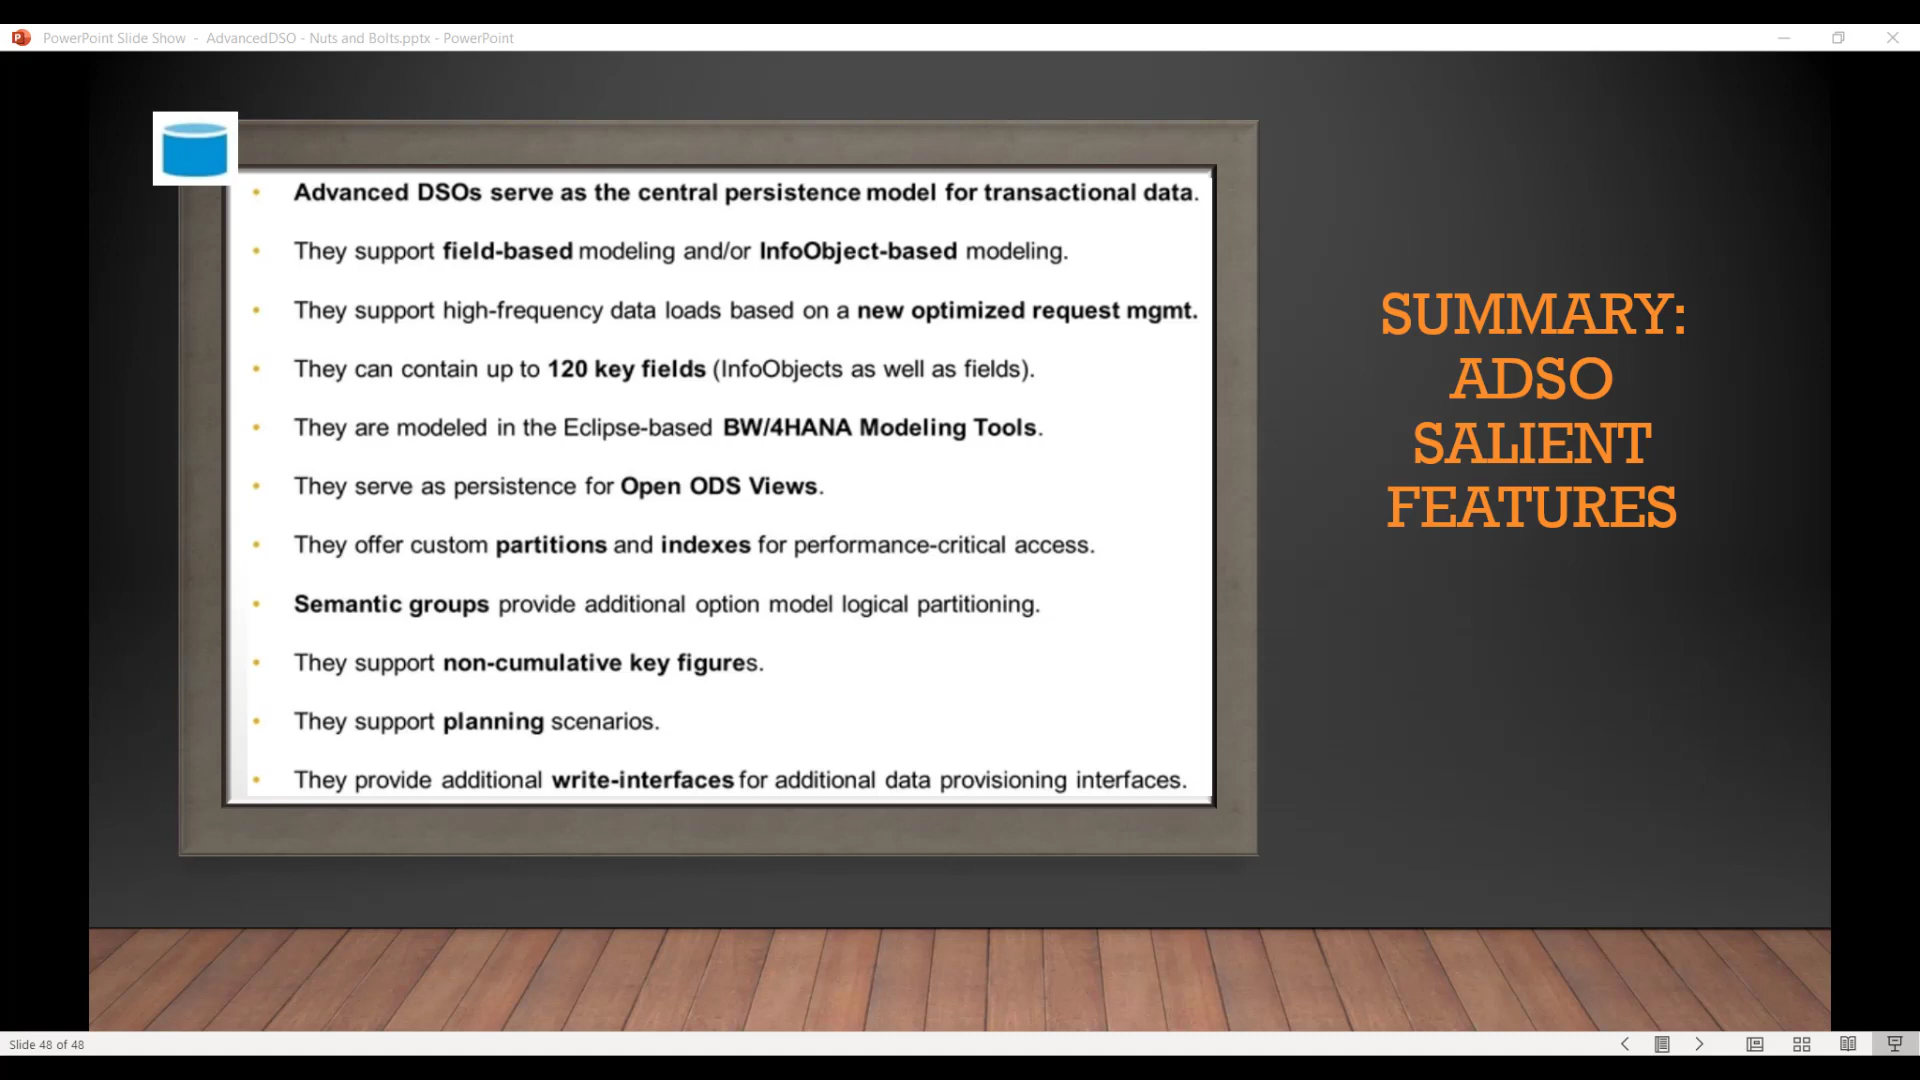 PowerPoint Slide Show - AdvancedDSO - Nuts and Bolts.pptx - PowerPoint
• Advanced DSOs serve as the central persistence model for transactional data.
• They support field-based modeling and/or InfoObject-based modeling.
• They support high-frequency data loads based on a new optimized request mgmt.
• They can contain up to 120 key fields (InfoObjects as well as fields).
• They are modeled in the Eclipse-based BW/4HANA Modeling Tools.
• They serve as persistence for Open ODS Views.
• They offer custom partitions and indexes for performance-critical access.
• Semantic groups provide additional option model logical partitioning.
• They support non-cumulative key figures.
• They support planning scenarios.
• They provide additional write-interfaces for additional data provisioning interfaces.
SUMMARY:
ADSO
SALIENT
FEATURES
Slide 48 of 48